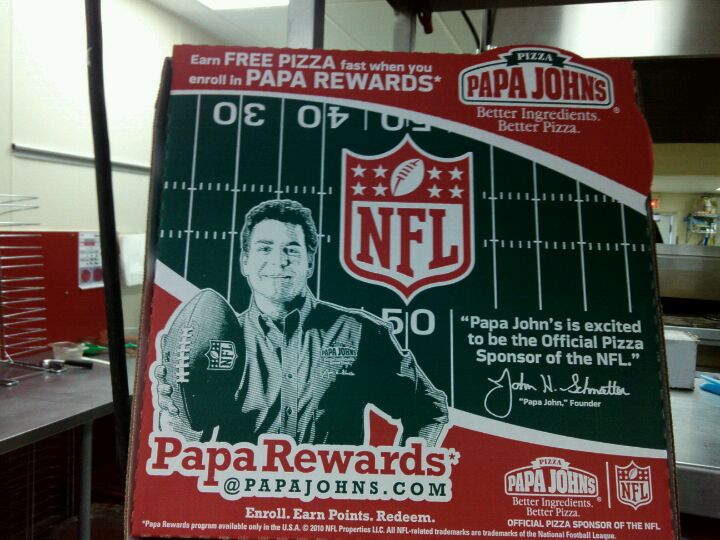 Earn FREE PIZZA fast when you
enroll in PAPA REWARDS*
PIZZA
PAPA JOHNS
Better Ingredients.
Better Pizza.
30 40 50
NFL
50
NFL
PAPA JOHNS
"Papa John's is excited
to be the Official Pizza
Sponsor of the NFL."
John H. Schnatter
"Papa John," Founder
PapaRewards*
@PAPAJOHNS.COM
Enroll. Earn Points. Redeem.
PIZZA
PAPA JOHNS
Better Ingredients.
Better Pizza.
NFL
OFFICIAL PIZZA SPONSOR OF THE NFL
*Papa Rewards program available only in the U.S.A. © 2010 NFL Properties LLC. All NFL-related trademarks are trademarks of the National Football League.